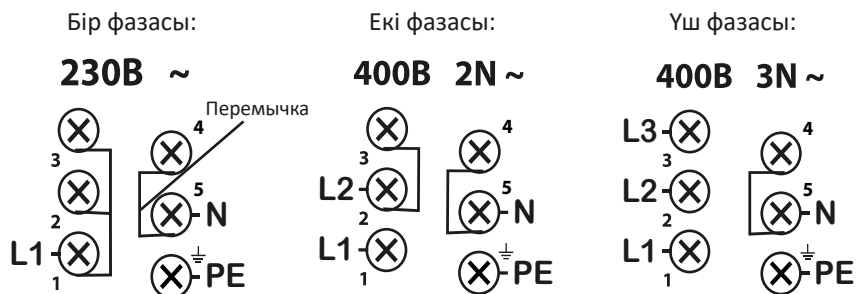 Бір фазасы:
230В ~
Перемычка
3
4
2
5
N
L1
1
PE
Екі фазасы:
400В 2N ~
3
4
L2
2
5
N
L1
1
PE
Үш фазасы:
400В 3N ~
L3
3
4
L2
2
5
N
L1
1
PE